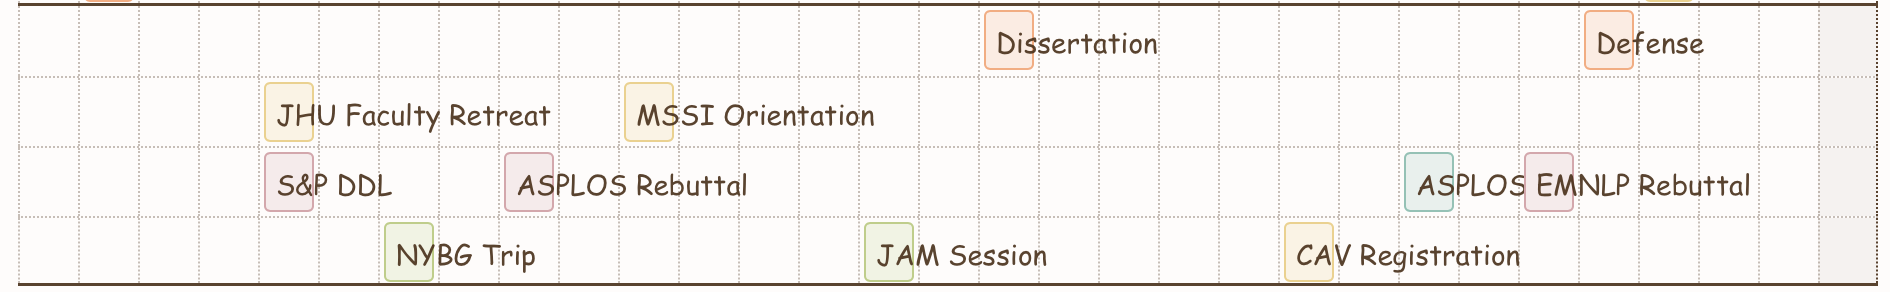 Dissertation Defense
JHU Faculty Retreat MSSI Orientation
S&P DDL ASPLOS Rebuttal ASPLOS EMNLP Rebuttal
NYBG Trip JAM Session CAV Registration